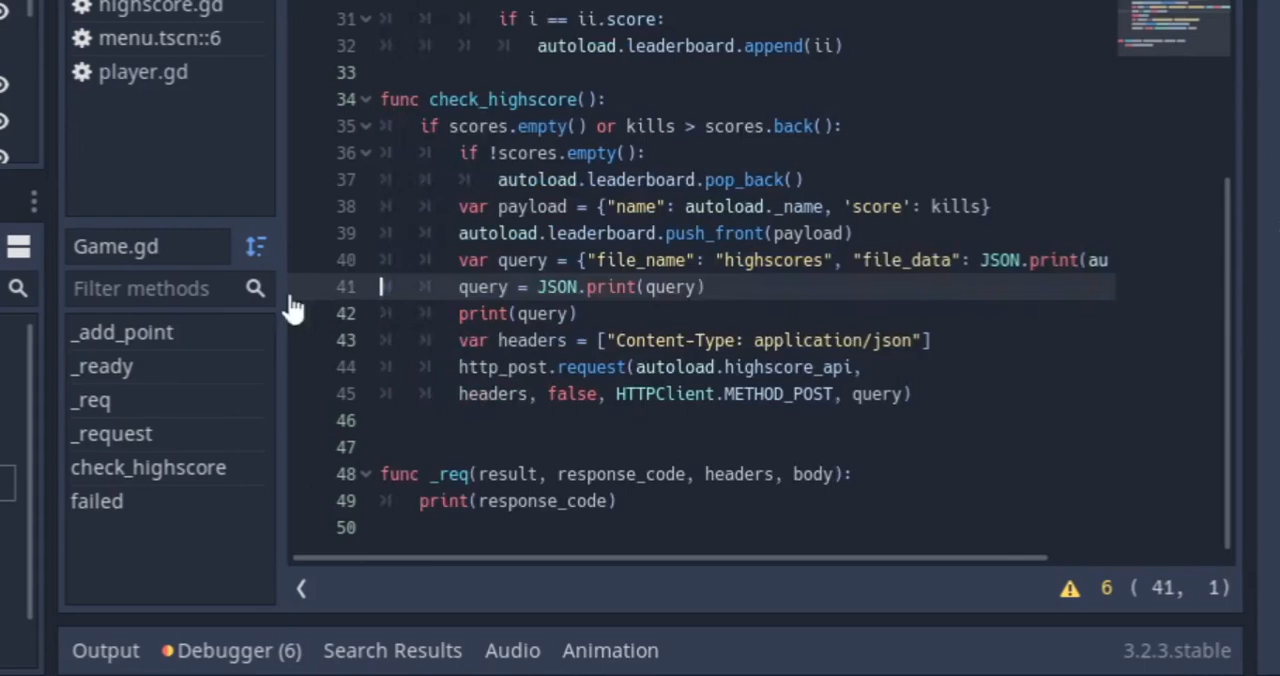 highscore.gd
menu.tscn::6
player.gd
Game.gd
Filter methods
_add_point
_ready
_req
_request
check_highscore
failed
31 if i == ii.score:
32 autoload.leaderboard.append(ii)
33
34 func check_highscore():
35 if scores.empty() or kills > scores.back():
36 if !scores.empty():
37 autoload.leaderboard.pop_back()
38 var payload = {"name": autoload._name, 'score': kills}
39 autoload.leaderboard.push_front(payload)
40 var query = {"file_name": "highscores", "file_data": JSON.print(au
41 query = JSON.print(query)
42 print(query)
43 var headers = ["Content-Type: application/json"]
44 http_post.request(autoload.highscore_api,
45 headers, false, HTTPClient.METHOD_POST, query)
46
47
48 func _req(result, response_code, headers, body):
49 print(response_code)
50
6 ( 41, 1)
Output Debugger (6) Search Results Audio Animation 3.2.3.stable